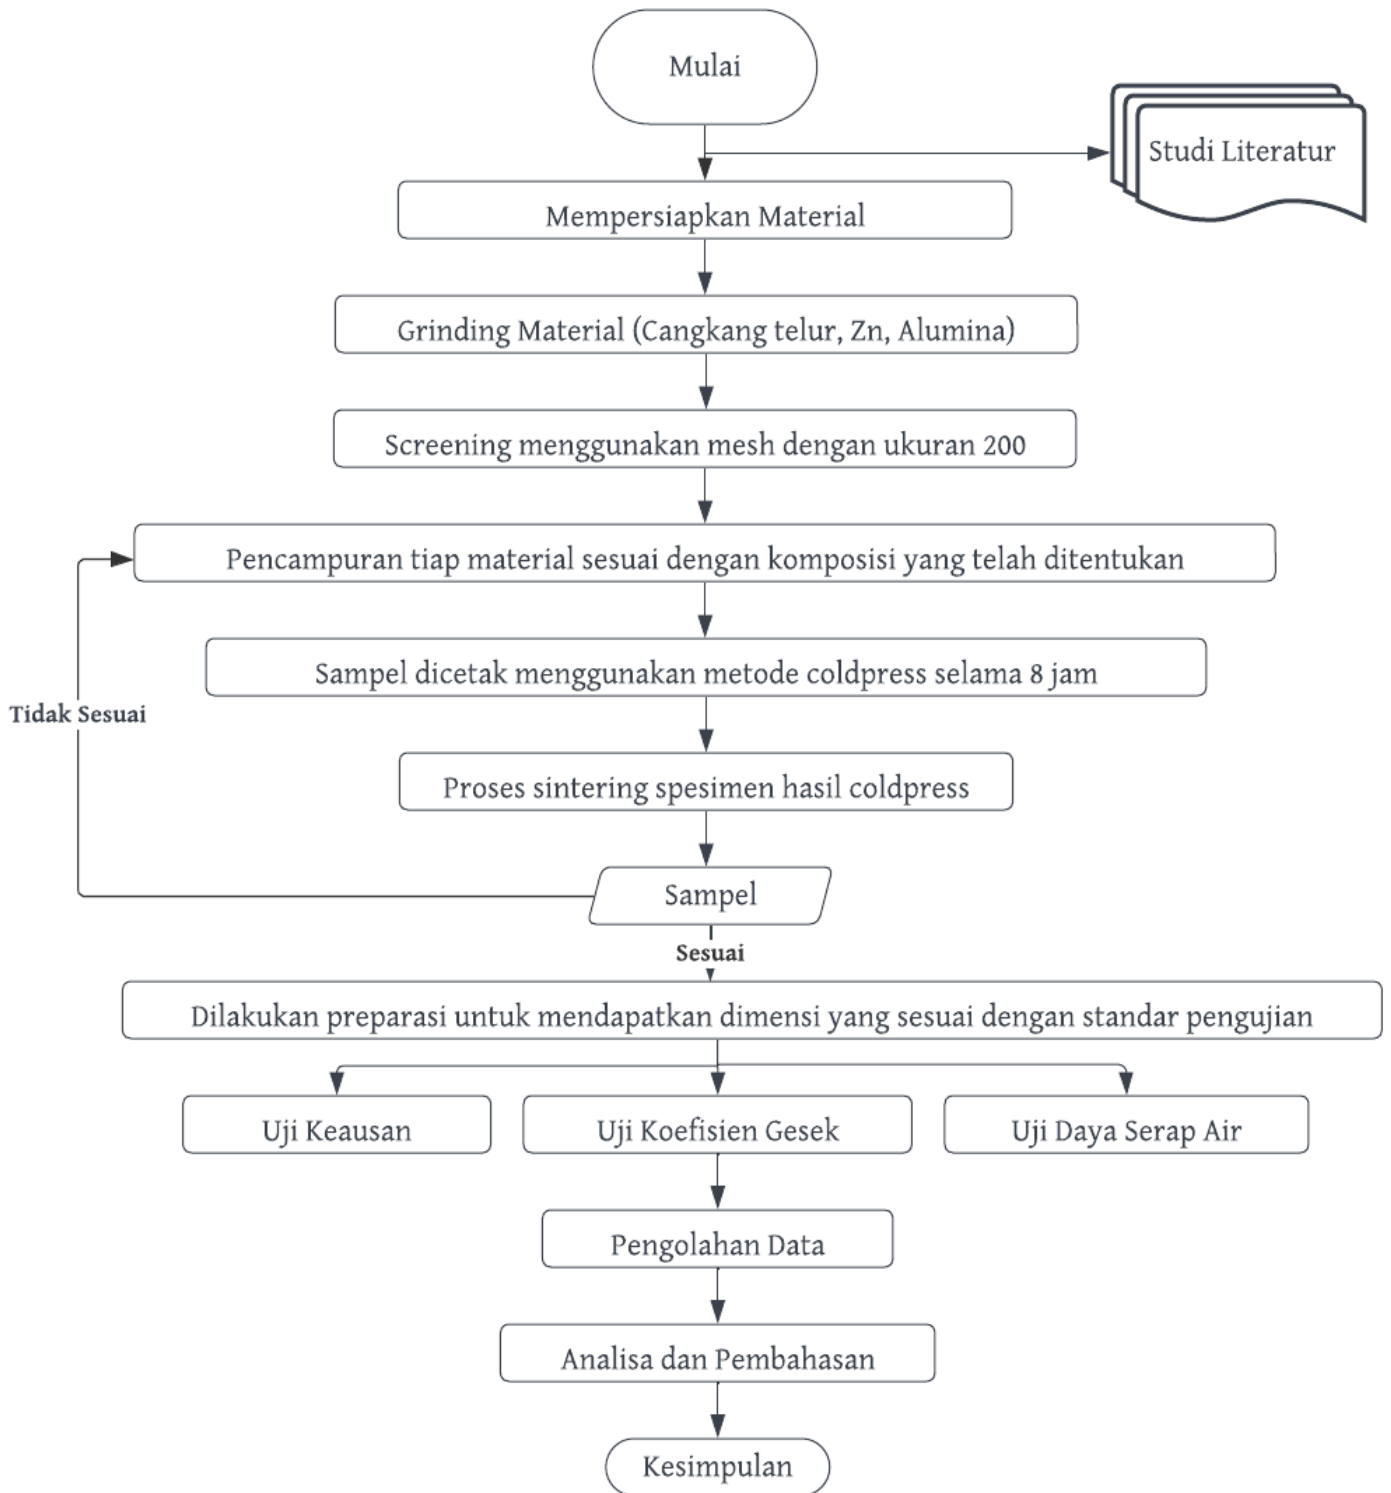 Mulai
Studi Literatur
Mempersiapkan Material
Grinding Material (Cangkang telur, Zn, Alumina)
Screening menggunakan mesh dengan ukuran 200
Pencampuran tiap material sesuai dengan komposisi yang telah ditentukan
Sampel dicetak menggunakan metode coldpress selama 8 jam
Tidak Sesuai
Proses sintering spesimen hasil coldpress
Sampel
Sesuai
Dilakukan preparasi untuk mendapatkan dimensi yang sesuai dengan standar pengujian
Uji Keausan
Uji Koefisien Gesek
Uji Daya Serap Air
Pengolahan Data
Analisa dan Pembahasan
Kesimpulan